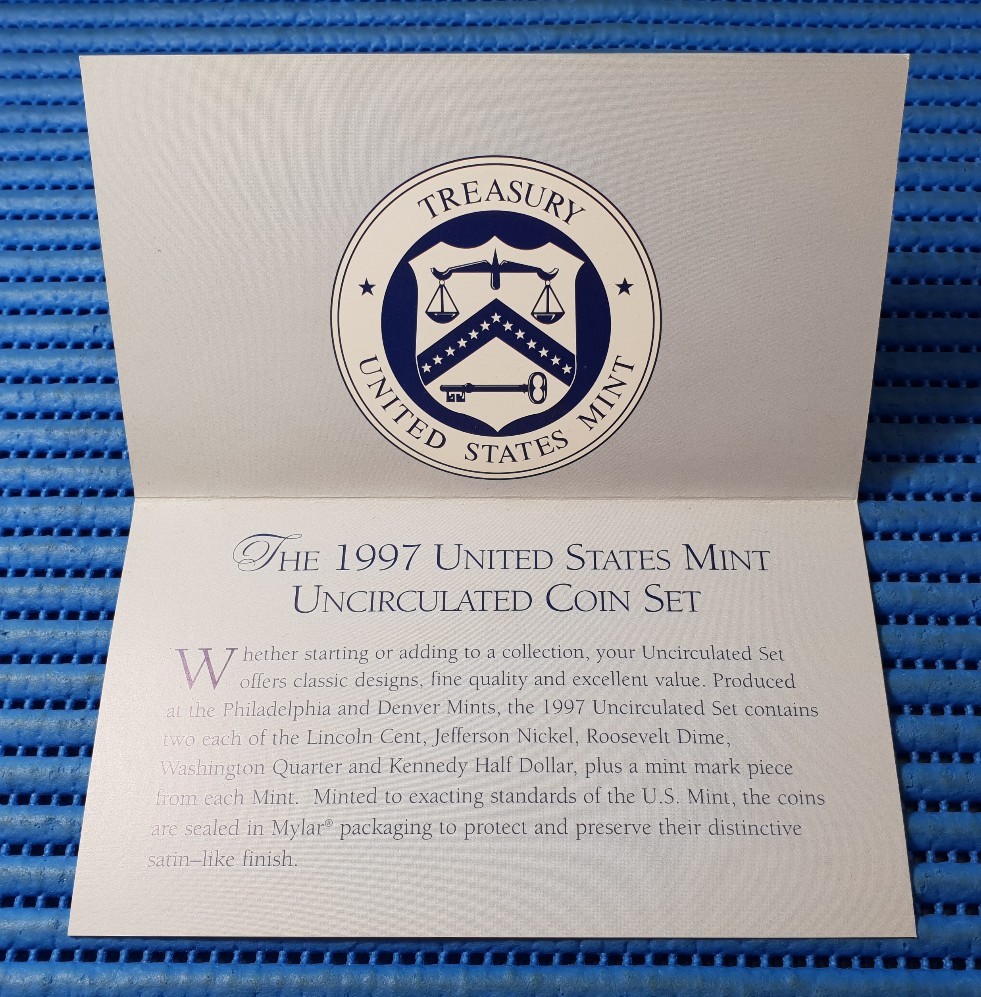 TREASURY
UNITED STATES MINT
The 1997 United States Mint
Uncirculated Coin Set
Whether starting or adding to a collection, your Uncirculated Set
offers classic designs, fine quality and excellent value. Produced
at the Philadelphia and Denver Mints, the 1997 Uncirculated Set contains
two each of the Lincoln Cent, Jefferson Nickel, Roosevelt Dime,
Washington Quarter and Kennedy Half Dollar, plus a mint mark piece
from each Mint. Minted to exacting standards of the U.S. Mint, the coins
are sealed in Mylar® packaging to protect and preserve their distinctive
satin–like finish.